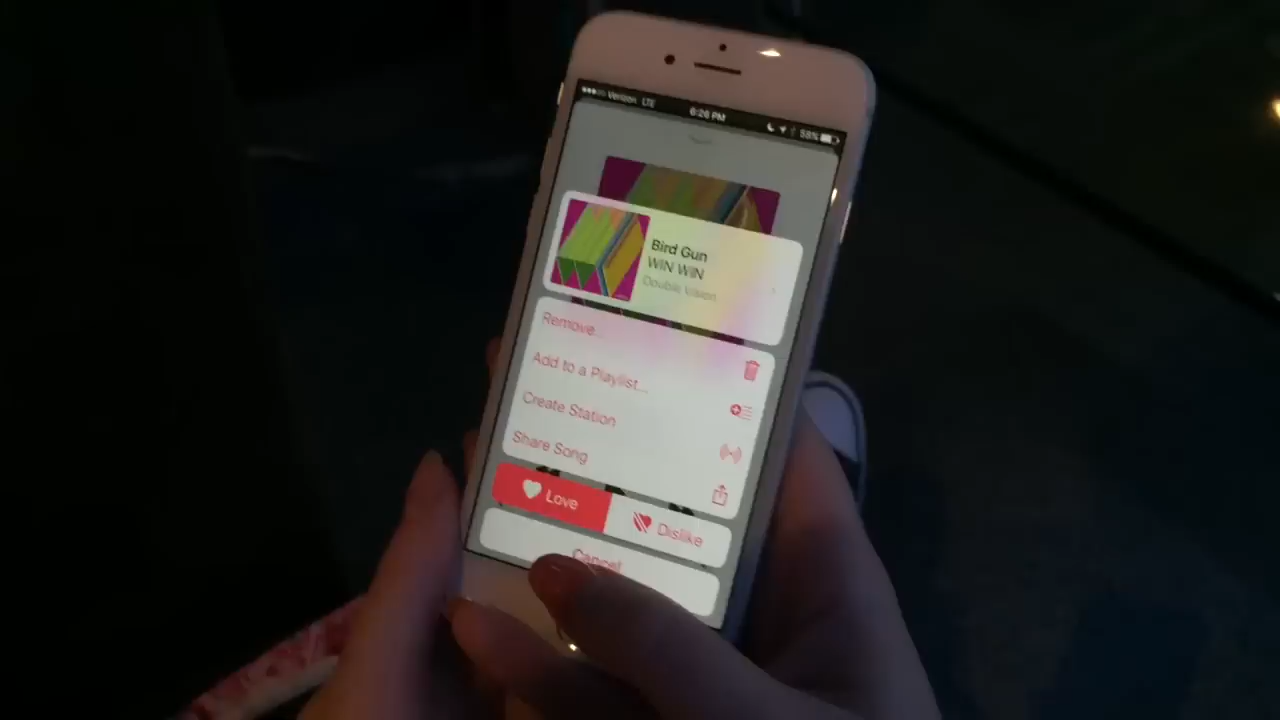 Verizon LTE 6:26 PM 58%
Bird Gun
WIN WIN
Double Vision
Remove...
Add to a Playlist...
Create Station
Share Song
Love
Dislike
Cancel